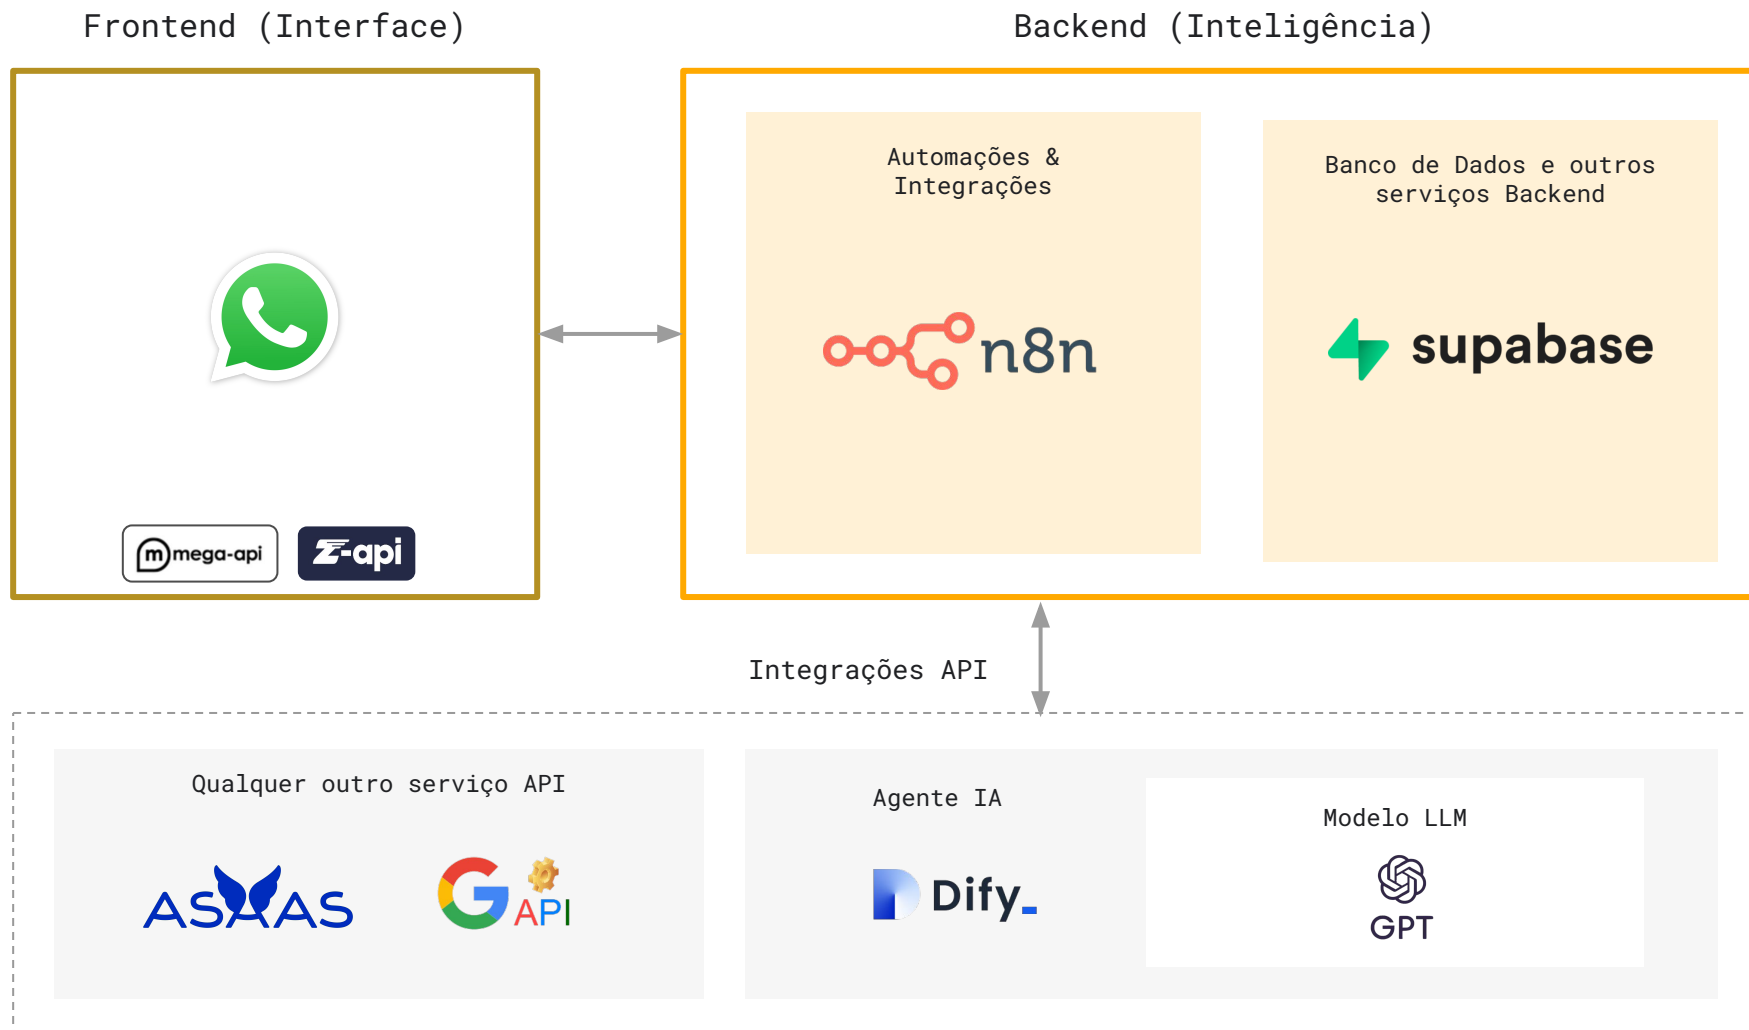 Frontend (Interface)
Backend (Inteligência)
Automações &
Integrações
Banco de Dados e outros
serviços Backend
n8n
supabase
m mega-api
Z-api
Integrações API
Qualquer outro serviço API
Agente IA
Modelo LLM
ASAAS
G API
Dify_
GPT